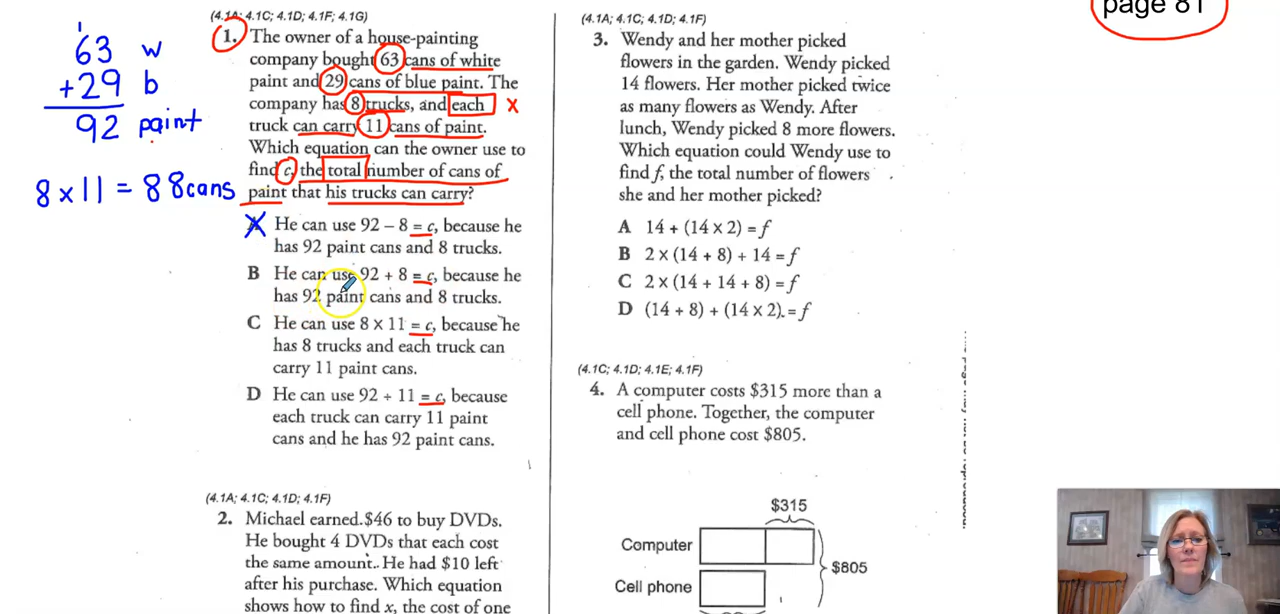 page 81
1
63 w
+29 b
92 paint
8 x 11 = 88cans
(4.1A; 4.1C; 4.1D; 4.1F; 4.1G)
1. The owner of a house-painting
company bought 63 cans of white
paint and 29 cans of blue paint. The
company has 8 trucks, and each x
truck can carry 11 cans of paint.
Which equation can the owner use to
find c, the total number of cans of
paint that his trucks can carry?
A He can use 92 − 8 = c, because he
has 92 paint cans and 8 trucks.
B He can use 92 + 8 = c, because he
has 92 paint cans and 8 trucks.
C He can use 8 × 11 = c, because he
has 8 trucks and each truck can
carry 11 paint cans.
D He can use 92 ÷ 11 = c, because
each truck can carry 11 paint
cans and he has 92 paint cans.
(4.1A; 4.1C; 4.1D; 4.1F)
2. Michael earned $46 to buy DVDs.
He bought 4 DVDs that each cost
the same amount. He had $10 left
after his purchase. Which equation
shows how to find x, the cost of one
(4.1A; 4.1C; 4.1D; 4.1F)
3. Wendy and her mother picked
flowers in the garden. Wendy picked
14 flowers. Her mother picked twice
as many flowers as Wendy. After
lunch, Wendy picked 8 more flowers.
Which equation could Wendy use to
find f, the total number of flowers
she and her mother picked?
A 14 + (14 × 2) = f
B 2 × (14 + 8) + 14 = f
C 2 × (14 + 14 + 8) = f
D (14 + 8) + (14 × 2) = f
(4.1C; 4.1D; 4.1E; 4.1F)
4. A computer costs $315 more than a
cell phone. Together, the computer
and cell phone cost $805.
$315
Computer
$805
Cell phone